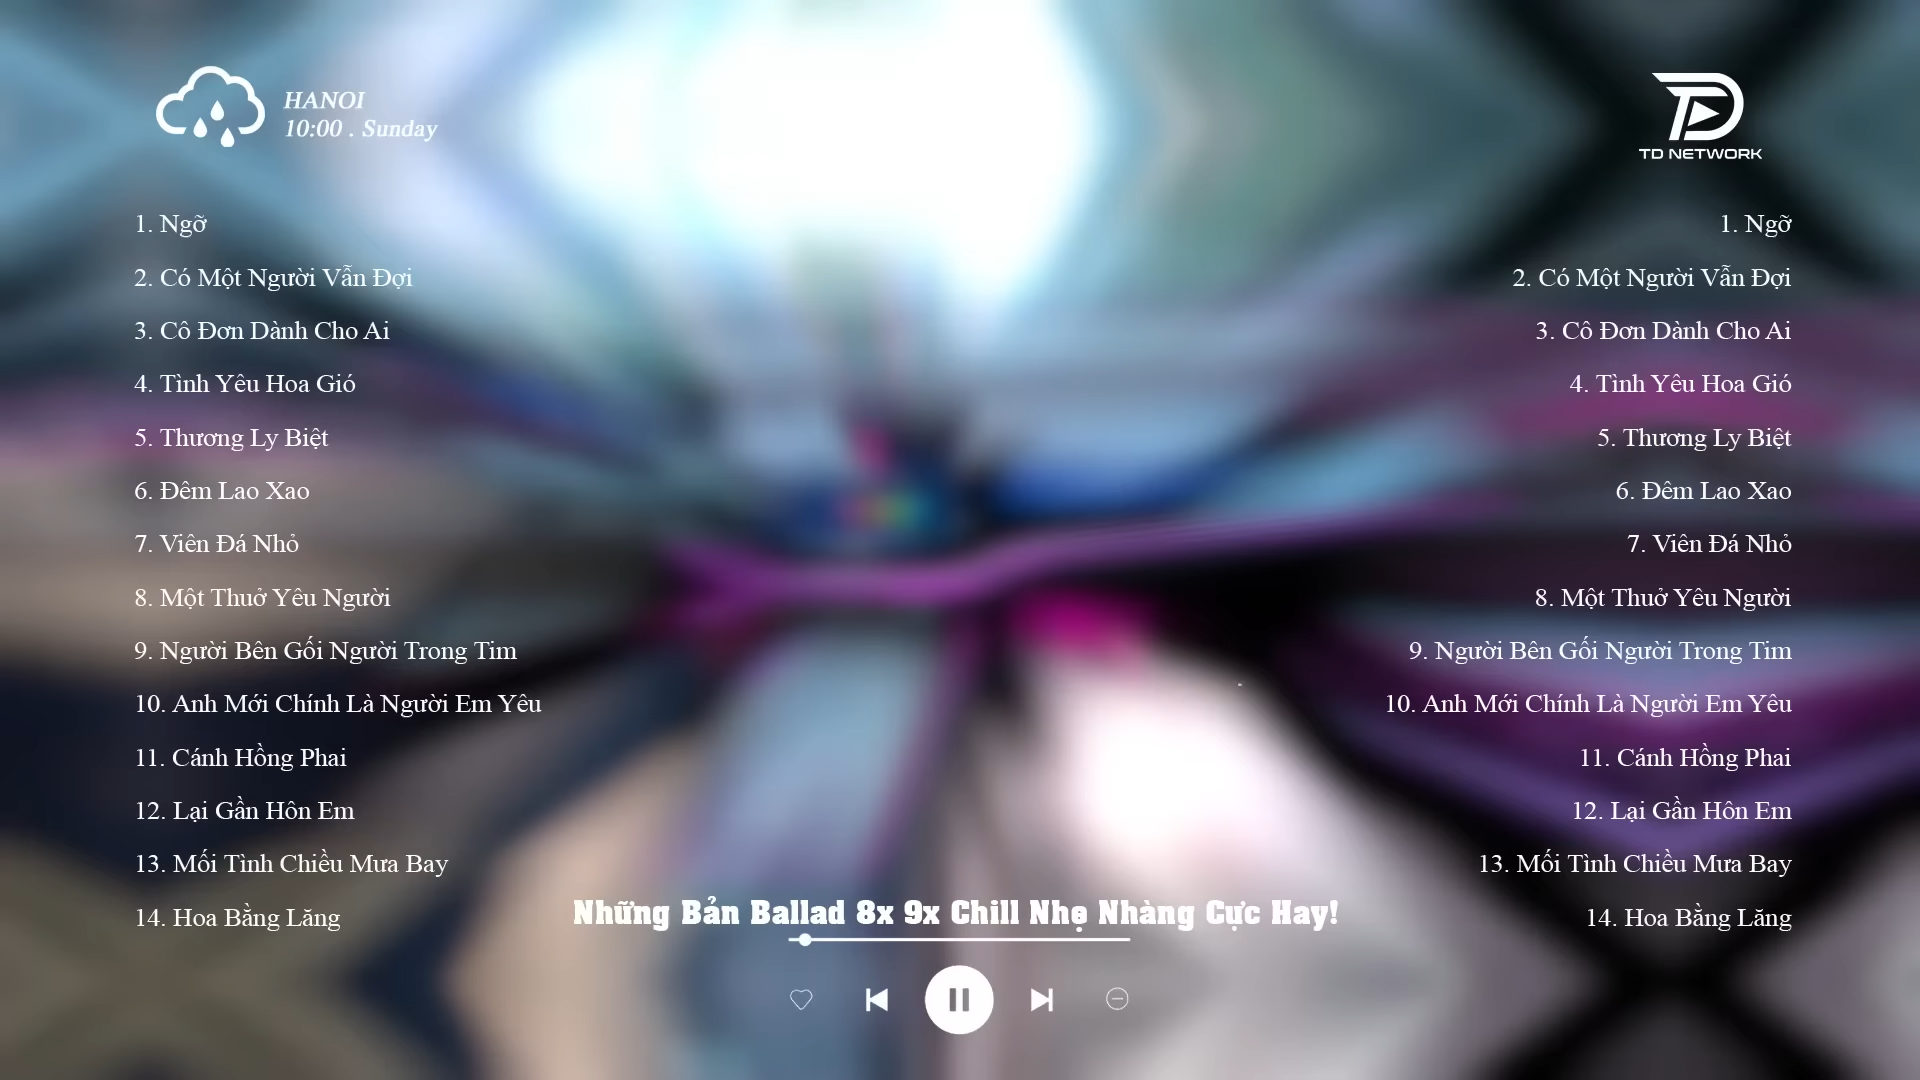 HANOI
10:00 . Sunday
TD NETWORK
1. Ngỡ
2. Có Một Người Vẫn Đợi
3. Cô Đơn Dành Cho Ai
4. Tình Yêu Hoa Gió
5. Thương Ly Biệt
6. Đêm Lao Xao
7. Viên Đá Nhỏ
8. Một Thuở Yêu Người
9. Người Bên Gối Người Trong Tim
10. Anh Mới Chính Là Người Em Yêu
11. Cánh Hồng Phai
12. Lại Gần Hôn Em
13. Mối Tình Chiều Mưa Bay
14. Hoa Bằng Lăng
1. Ngỡ
2. Có Một Người Vẫn Đợi
3. Cô Đơn Dành Cho Ai
4. Tình Yêu Hoa Gió
5. Thương Ly Biệt
6. Đêm Lao Xao
7. Viên Đá Nhỏ
8. Một Thuở Yêu Người
9. Người Bên Gối Người Trong Tim
10. Anh Mới Chính Là Người Em Yêu
11. Cánh Hồng Phai
12. Lại Gần Hôn Em
13. Mối Tình Chiều Mưa Bay
14. Hoa Bằng Lăng
Những Bản Ballad 8x 9x Chill Nhẹ Nhàng Cực Hay!